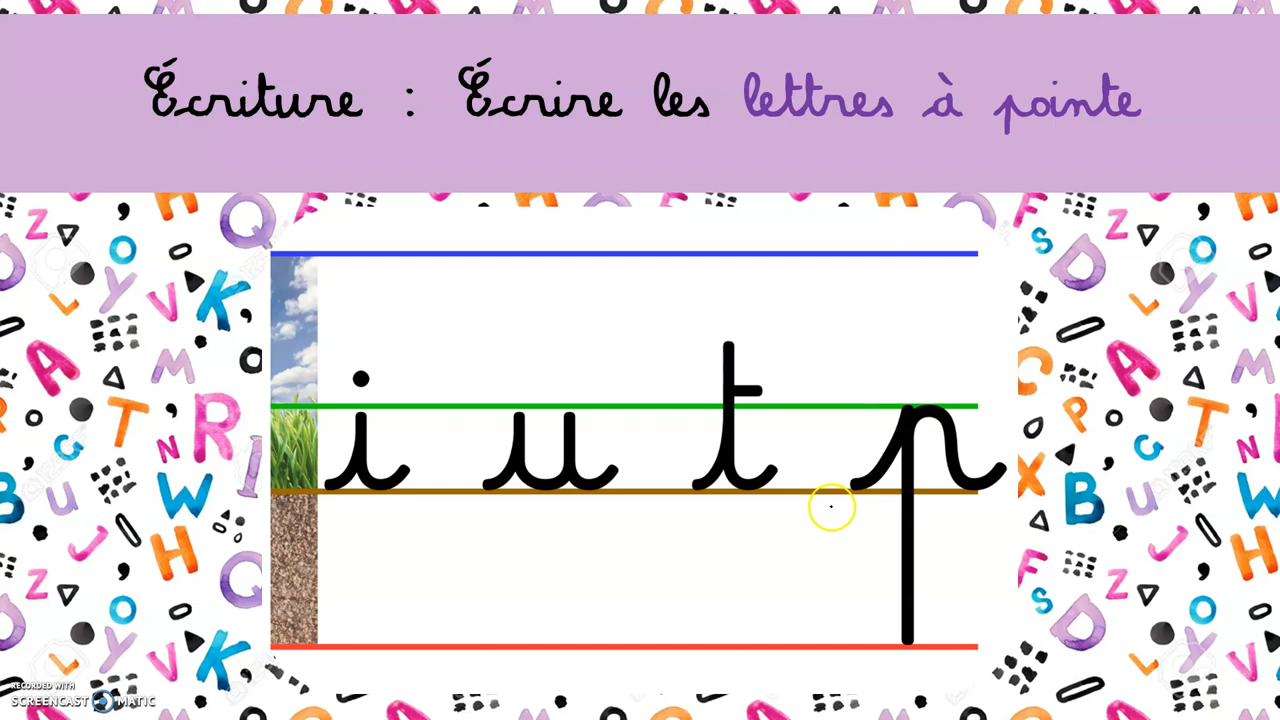 Écriture : Écrire les lettres à pointe
i u t p
RECORDED WITH
SCREENCAST MATIC